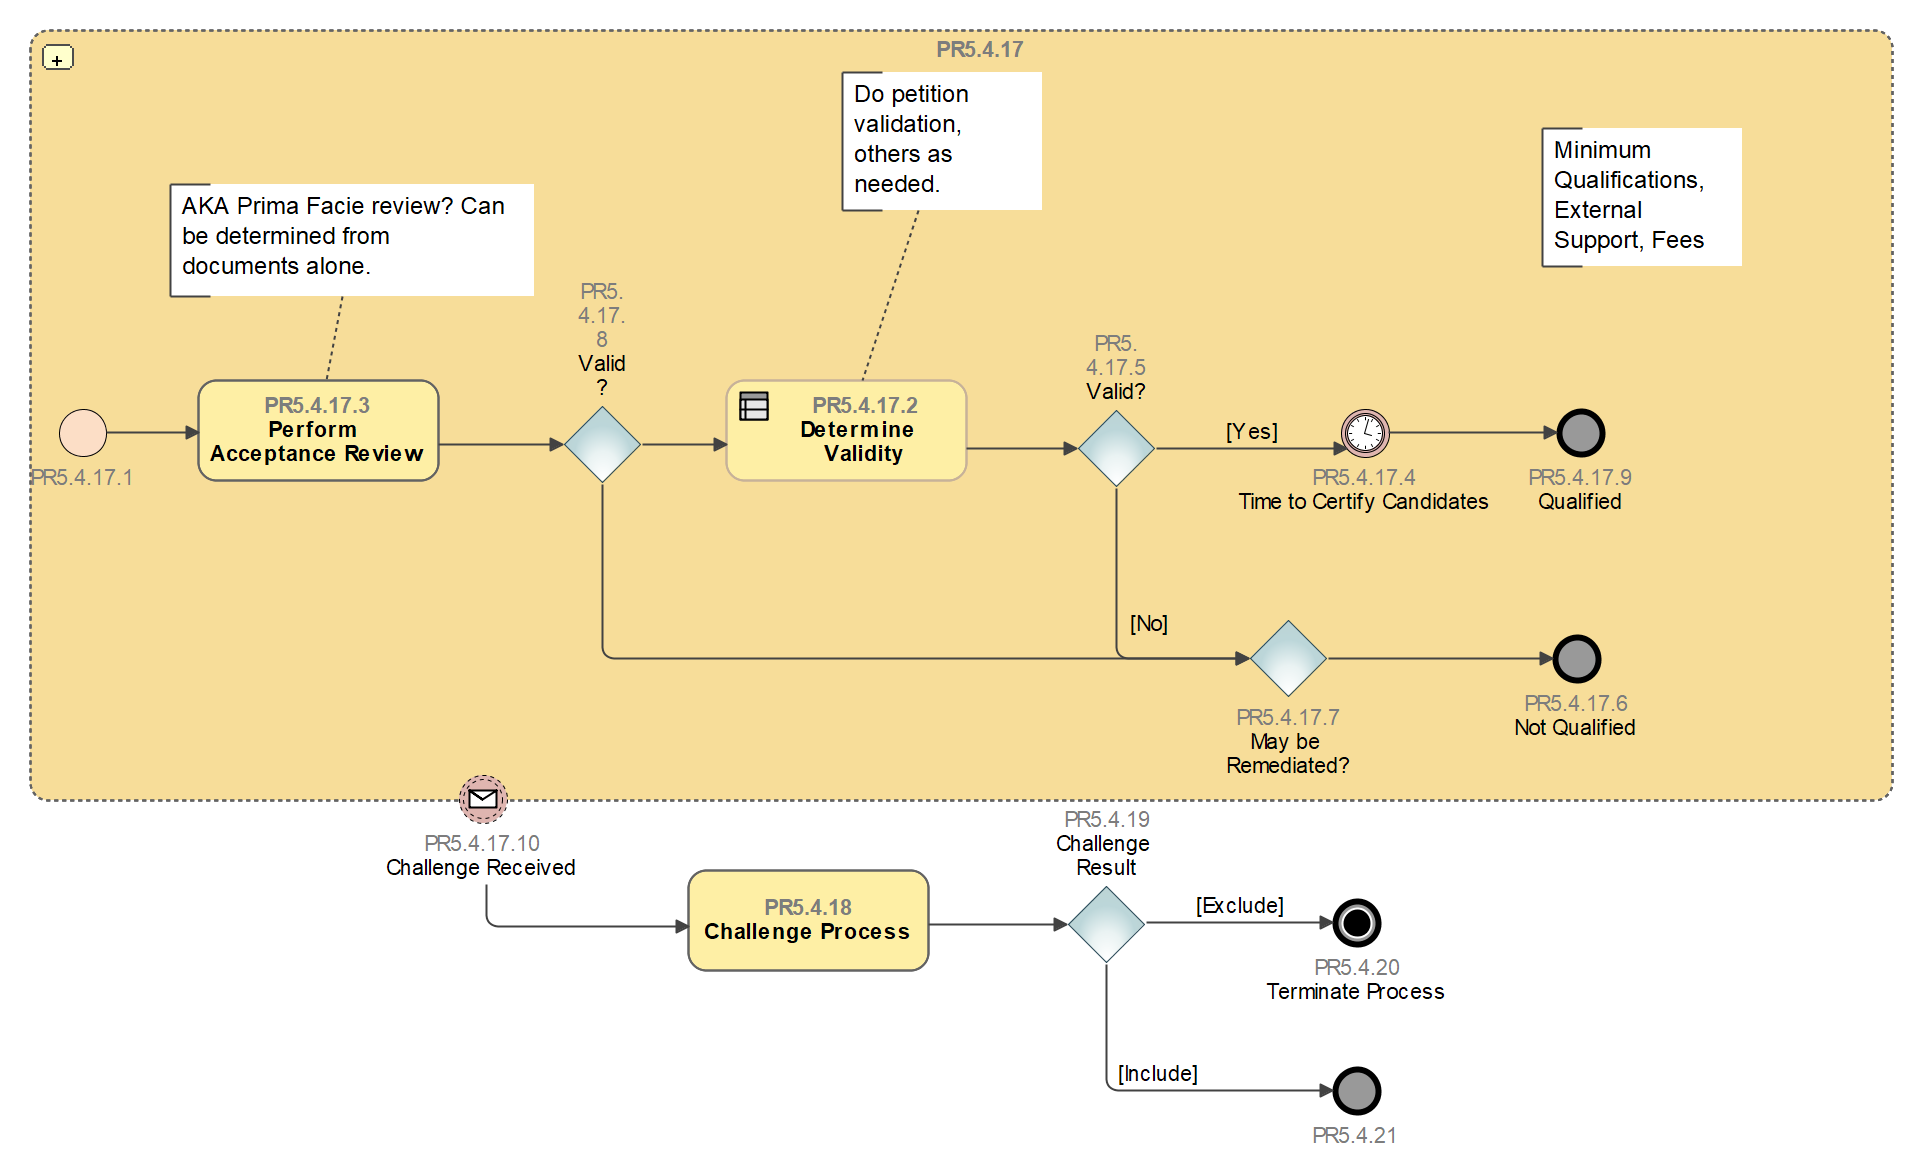 PR5.4.17
Do petition
validation,
others as
needed.
Minimum
Qualifications,
External
Support, Fees
AKA Prima Facie review? Can
be determined from
documents alone.
PR5.
4.17.
8
Valid
?
PR5.
4.17.5
Valid?
PR5.4.17.1
PR5.4.17.3
Perform
Acceptance Review
PR5.4.17.2
Determine
Validity
[Yes]
PR5.4.17.4
Time to Certify Candidates
PR5.4.17.9
Qualified
[No]
PR5.4.17.7
May be
Remediated?
PR5.4.17.6
Not Qualified
PR5.4.17.10
Challenge Received
PR5.4.18
Challenge Process
PR5.4.19
Challenge
Result
[Exclude]
PR5.4.20
Terminate Process
[Include]
PR5.4.21